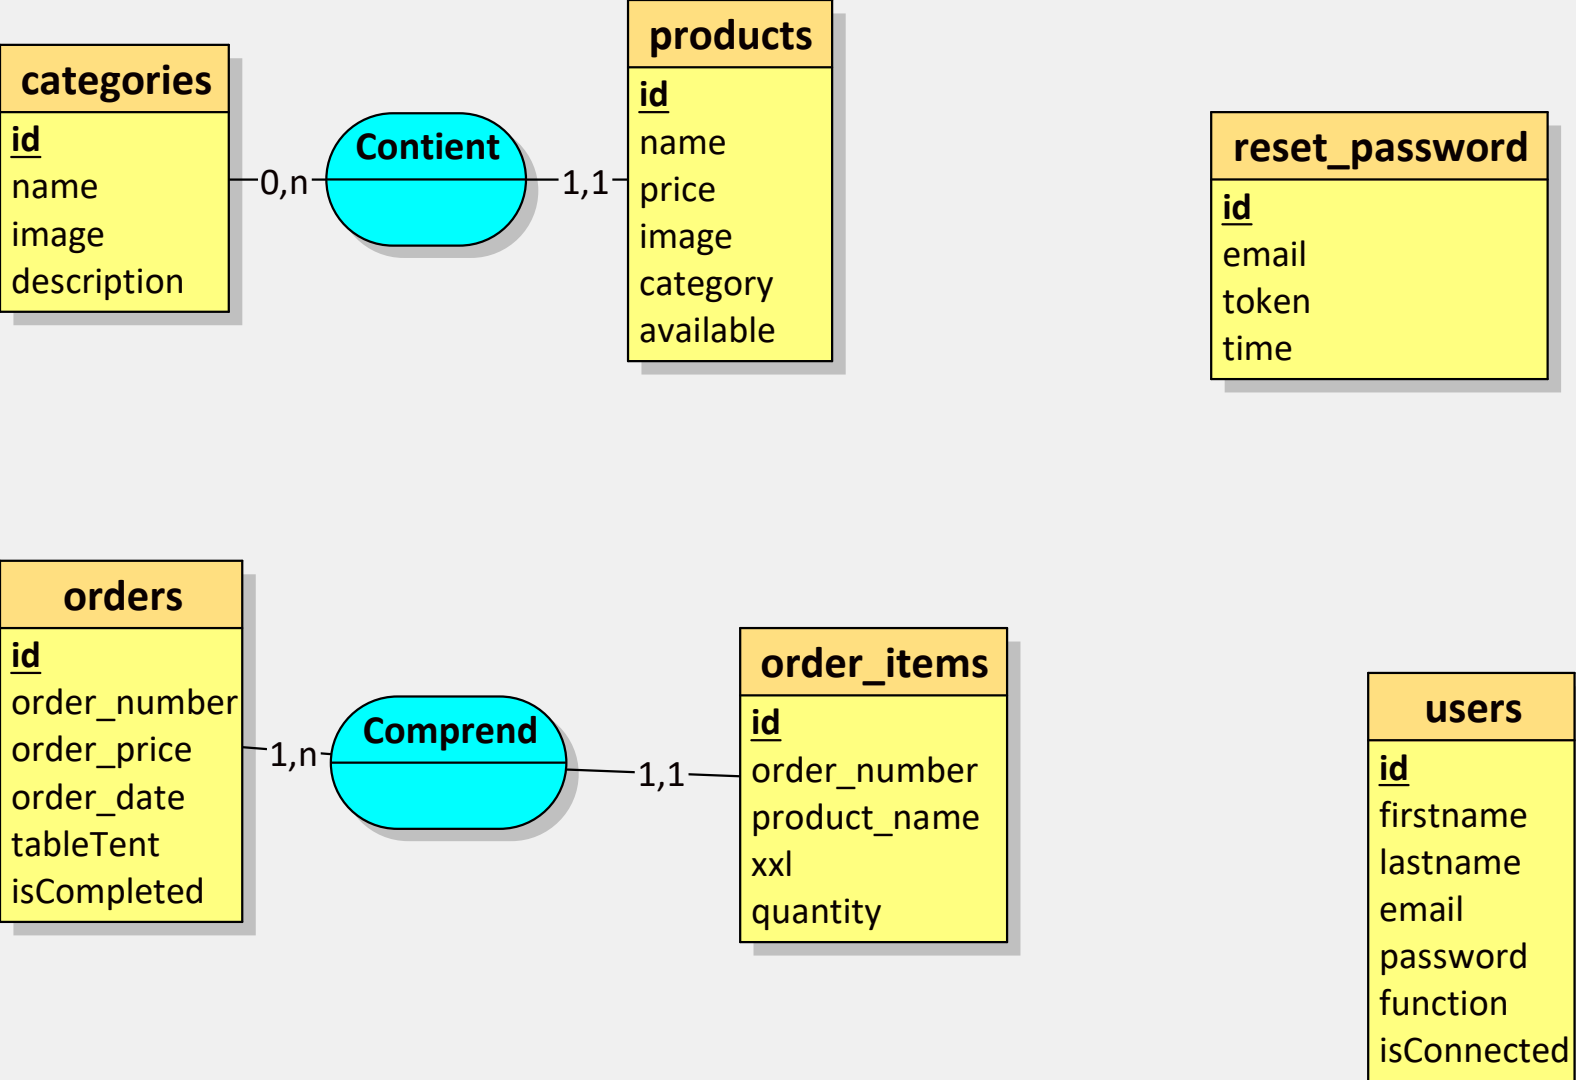 categories
id
name
image
description
0,n
Contient
1,1
products
id
name
price
image
category
available
reset_password
id
email
token
time
orders
id
order_number
order_price
order_date
tableTent
isCompleted
1,n
Comprend
1,1
order_items
id
order_number
product_name
xxl
quantity
users
id
firstname
lastname
email
password
function
isConnected